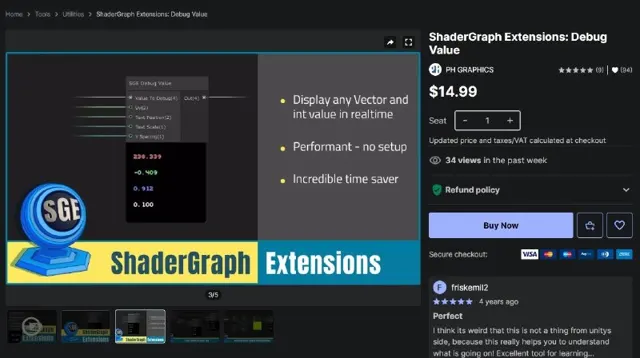 Home > Tools > Utilities > ShaderGraph Extensions: Debug Value
SGE Debug Value
Value To Debug(4) Out(4)
UV(2)
Text Position(2)
Text Scale(1)
Y Spacing(1)
238.339
-0.409
0.912
0.100
SGE
Display any Vector and
int value in realtime
Performant - no setup
Incredible time saver
ShaderGraph Extensions
3/5
ShaderGraph Extensions: Debug
Value
PH GRAPHICS
(9) | (94)
$14.99
Seat - 1 +
Updated price and taxes/VAT calculated at checkout
34 views in the past week
Refund policy
Buy Now
Secure checkout: VISA
F friskemil2
4 years ago
Perfect
I think its weird that this is not a thing from unitys
side, because this really helps you to understand
what is going on! Excellent tool for learning...